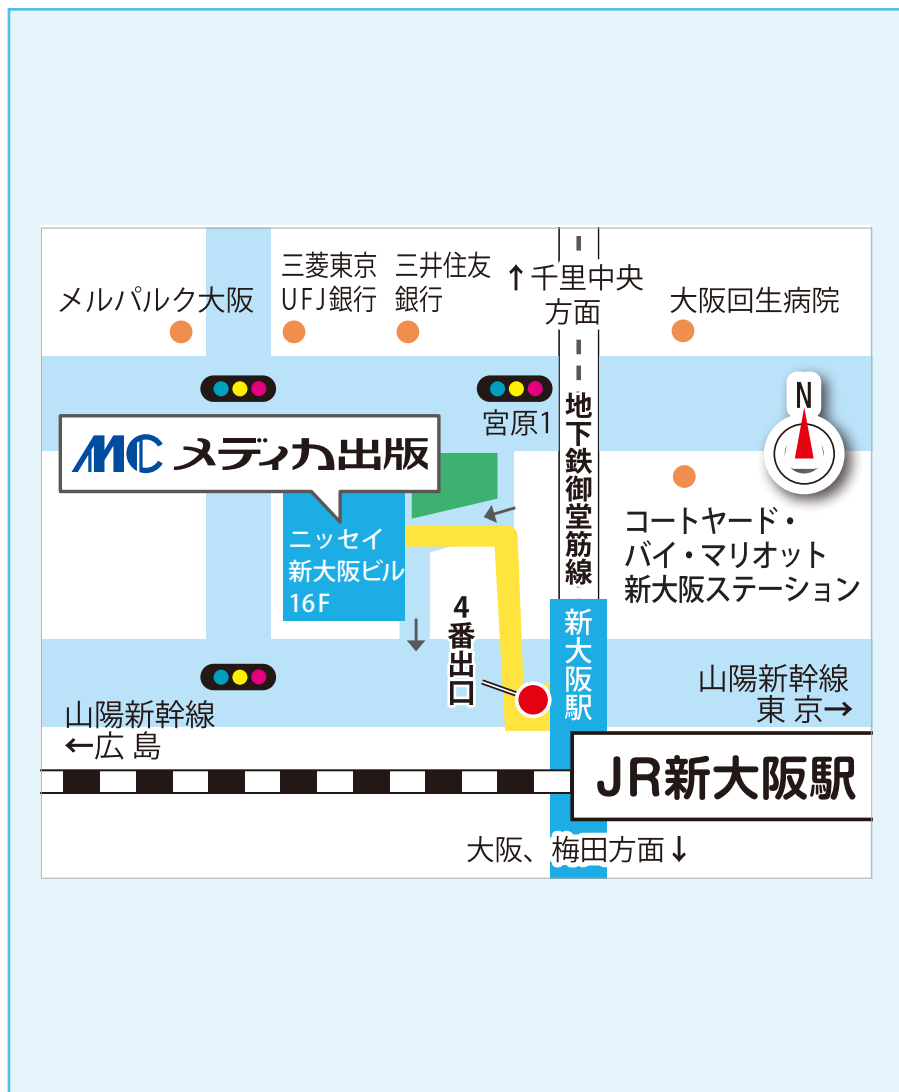 メルパルク大阪
三菱東京
UFJ銀行
三井住友
銀行
↑千里中央
方面
大阪回生病院
宮原1
N
MC メディカ出版
地下鉄御堂筋線
コートヤード・
バイ・マリオット
新大阪ステーション
ニッセイ
新大阪ビル
16F
4番出口
新大阪駅
山陽新幹線
東京→
山陽新幹線
←広島
JR新大阪駅
大阪、梅田方面↓